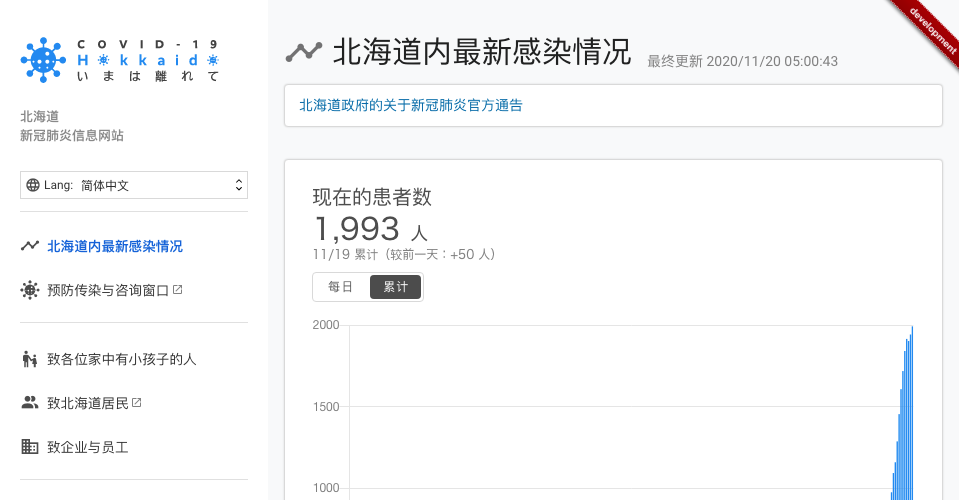 COVID-19
Hokkaido
いまは離れて
北海道
新冠肺炎信息网站
Lang: 简体中文
北海道内最新感染情况
预防传染与咨询窗口
致各位家中有小孩子的人
致北海道居民
致企业与员工
北海道内最新感染情况
最终更新 2020/11/20 05:00:43
development
北海道政府的关于新冠肺炎官方通告
现在的患者数
1,993 人
11/19 累计（较前一天：+50 人）
每日 累计
2000
1500
1000